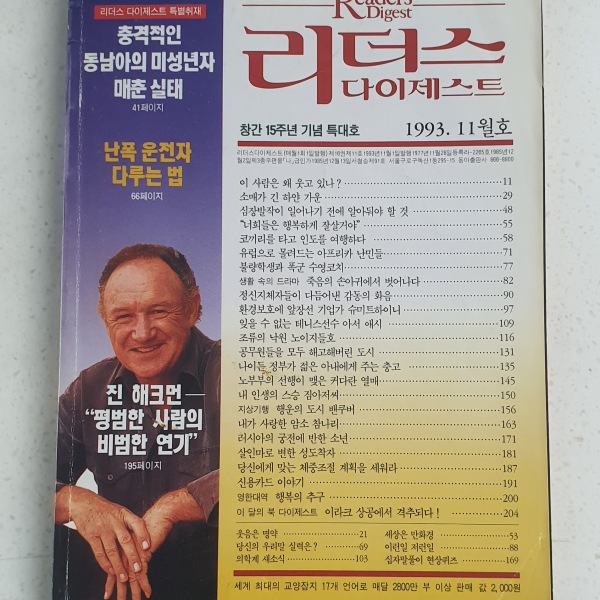 리더스 다이제스트 특별취재
충격적인
동남아의 미성년자
매춘 실태
41페이지
난폭 운전자
다루는 법
66페이지
진 해크먼—
“평범한 사람의
비범한 연기”
195페이지
Readers
Digest
리더스
다이제스트
창간 15주년 기념 특대호 1993. 11월호
이 사람은 왜 웃고 있나? 11
소매가 긴 하얀 가운 29
심장발작이 일어나기 전에 알아둬야 할 것 48
“너희들은 행복하게 잘살거야” 55
코끼리를 타고 인도를 여행하다 58
유럽으로 몰려드는 아프리카 난민들 71
불량학생과 폭군 수영코치 77
생활 속의 드라마 죽음의 손아귀에서 벗어나다 82
정신지체자들이 다듬어낸 감동의 화음 90
환경보호에 앞장선 기업가 슈미트하이니 97
잊을 수 없는 테니스선수 아서 애시 109
조류의 낙원 노이지들호 116
공무원들을 모두 해고해버린 도시 131
나이든 정부가 젊은 아내에게 주는 충고 135
노부부의 선행이 맺은 커다란 열매 145
내 인생의 스승 짐아저씨 150
지상기행 행운의 도시 밴쿠버 156
내가 사랑한 암소 참나리 163
러시아의 궁전에 반한 소년 171
살인마로 변한 성도착자 181
당신에게 맞는 체중조절 계획을 세워라 187
신용카드 이야기 191
영한대역 행복의 추구 200
이 달의 북 다이제스트 이라크 상공에서 격추되다! 204
웃음은 명약 21 세상은 만화경 53
당신의 우리말 실력은? 69 이런일 저런일 88
의학계 새소식 103 십자말풀이 현상퀴즈 169
세계 최대의 교양잡지 17개 언어로 매달 2800만 부 이상 판매 값 2,000원